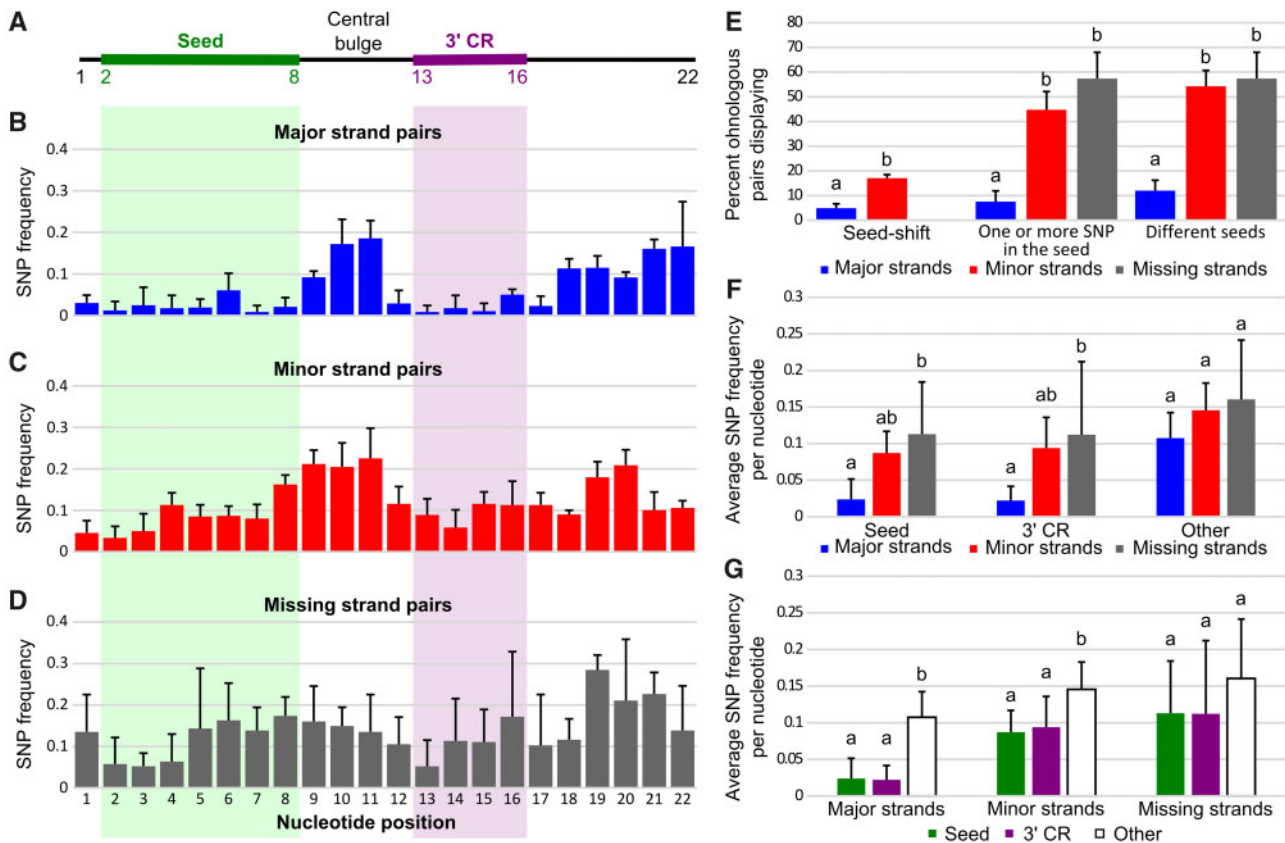 A
Seed
Central
bulge
3' CR
1
2
8
13
16
22
B
Major strand pairs
SNP frequency
0.4
0.3
0.2
0.1
0
C
Minor strand pairs
SNP frequency
0.4
0.3
0.2
0.1
0
D
Missing strand pairs
SNP frequency
0.4
0.3
0.2
0.1
0
1 2 3 4 5 6 7 8 9 10 11 12 13 14 15 16 17 18 19 20 21 22
Nucleotide position
E
Percent ohnologous
pairs displaying
80
70
60
50
40
30
20
10
0
a b a b b a b b
Seed-shift
One or more SNP
in the seed
Different seeds
Major strands Minor strands Missing strands
F
Average SNP frequency
per nucleotide
0.3
0.25
0.2
0.15
0.1
0.05
0
a ab b a ab b a a a
Seed 3' CR Other
Major strands Minor strands Missing strands
G
Average SNP frequency
per nucleotide
0.3
0.25
0.2
0.15
0.1
0.05
0
a a b a a b a a a
Major strands Minor strands Missing strands
Seed 3' CR Other